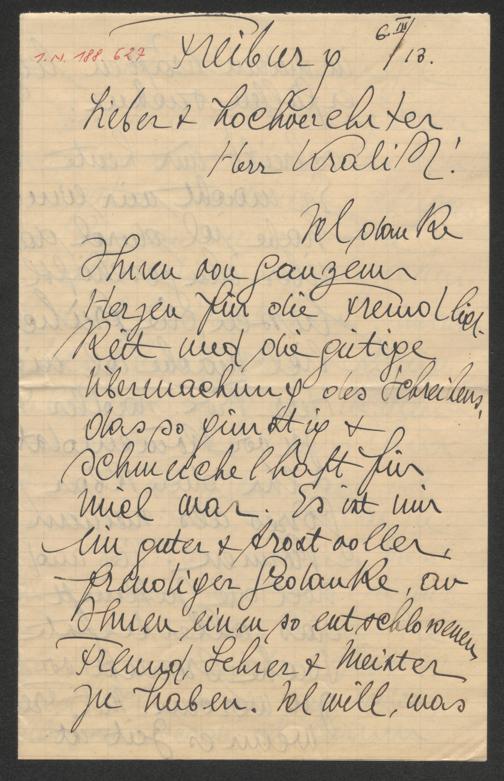 Freiburg 6/III 13.
I.N. 188.627
Lieber & hochverehrter
Herr Kralik!
Ich danke
Ihnen von ganzem
Herzen für die Freundlich-
keit und die gütige
Übermachung des Schreibens,
das so günstig &
schmeichelhaft für
mich war. Es ist mir
ein guter & trostvoller,
freudiger Gedanke, an
Ihnen einen so entschlossenen
Freund, Lehrer & Meister
zu haben. Ich will, was